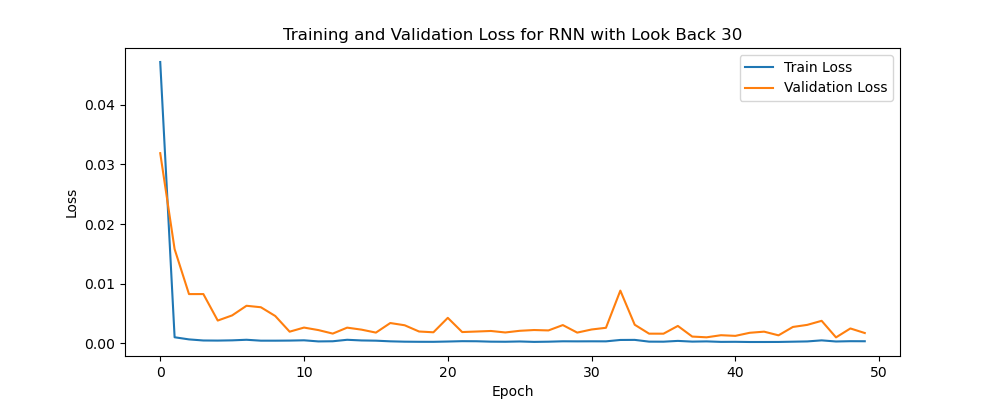 Training and Validation Loss for RNN with Look Back 30
Train Loss
Validation Loss
0.04
0.03
0.02
0.01
0.00
Loss
0 10 20 30 40 50
Epoch